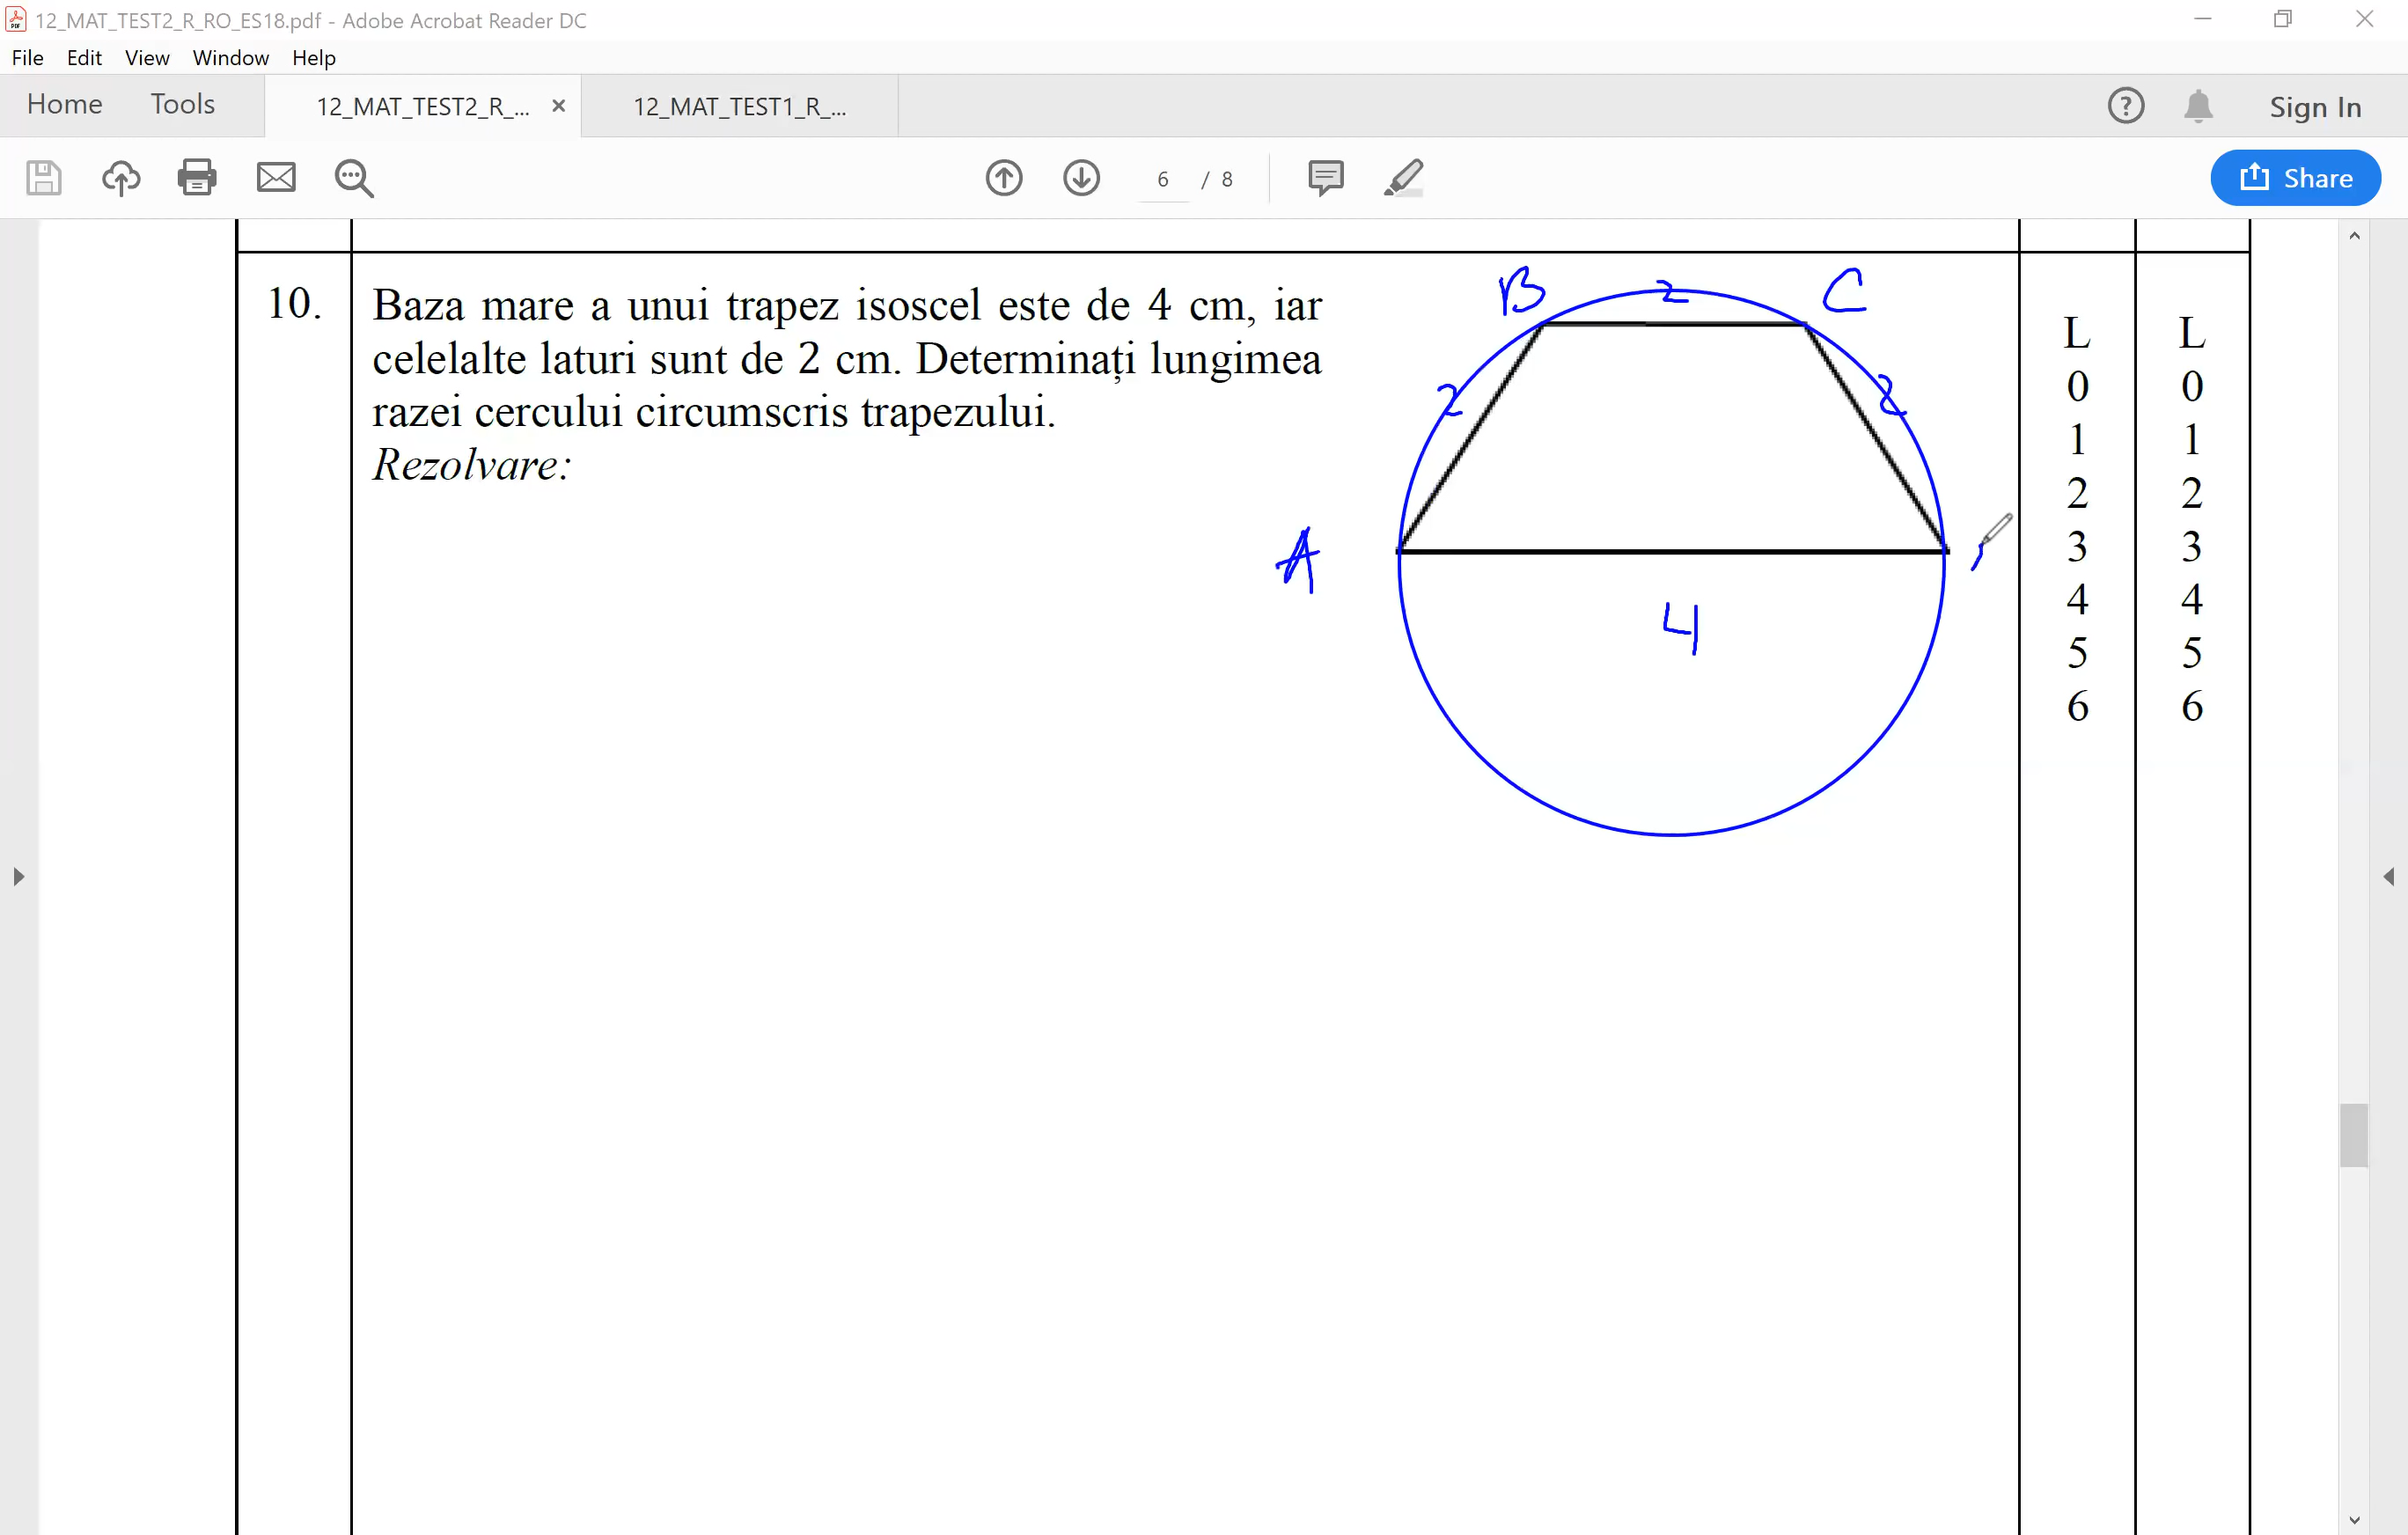 12_MAT_TEST2_R_RO_ES18.pdf - Adobe Acrobat Reader DC
File Edit View Window Help
Home Tools 12_MAT_TEST2_R_... × 12_MAT_TEST1_R_... ? Sign In
6 / 8 Share
10.
Baza mare a unui trapez isoscel este de 4 cm, iar
celelalte laturi sunt de 2 cm. Determinați lungimea
razei cercului circumscris trapezului.
Rezolvare:
B 2 C
2 2
A
4
L L
0 0
1 1
2 2
3 3
4 4
5 5
6 6